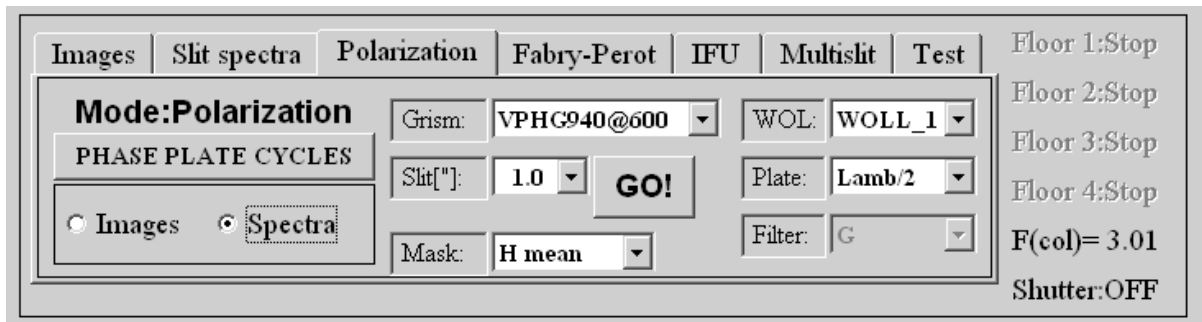 Images Slit spectra Polarization Fabry-Perot IFU Multislit Test
Mode:Polarization
PHASE PLATE CYCLES
Images Spectra
Grism: VPHG940@600
Slit["]: 1.0
GO!
Mask: H mean
WOL: WOLL_1
Plate: Lamb/2
Filter: G
Floor 1:Stop
Floor 2:Stop
Floor 3:Stop
Floor 4:Stop
F(col)= 3.01
Shutter:OFF